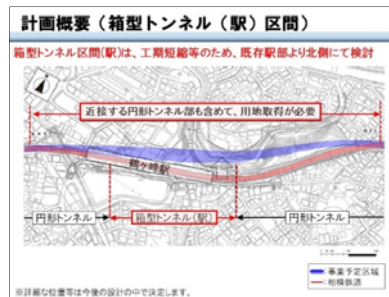 計画概要（箱型トンネル（駅）区間）
箱型トンネル区間(駅)は、工期短縮等のため、既存駅部より北側にて検討
近接する円形トンネル部も含めて、用地取得が必要
鶴ヶ峰駅
円形トンネル
箱型トンネル(駅)
円形トンネル
：事業予定区域
：相模鉄道
※詳細な位置等は今後の設計の中で決定します。